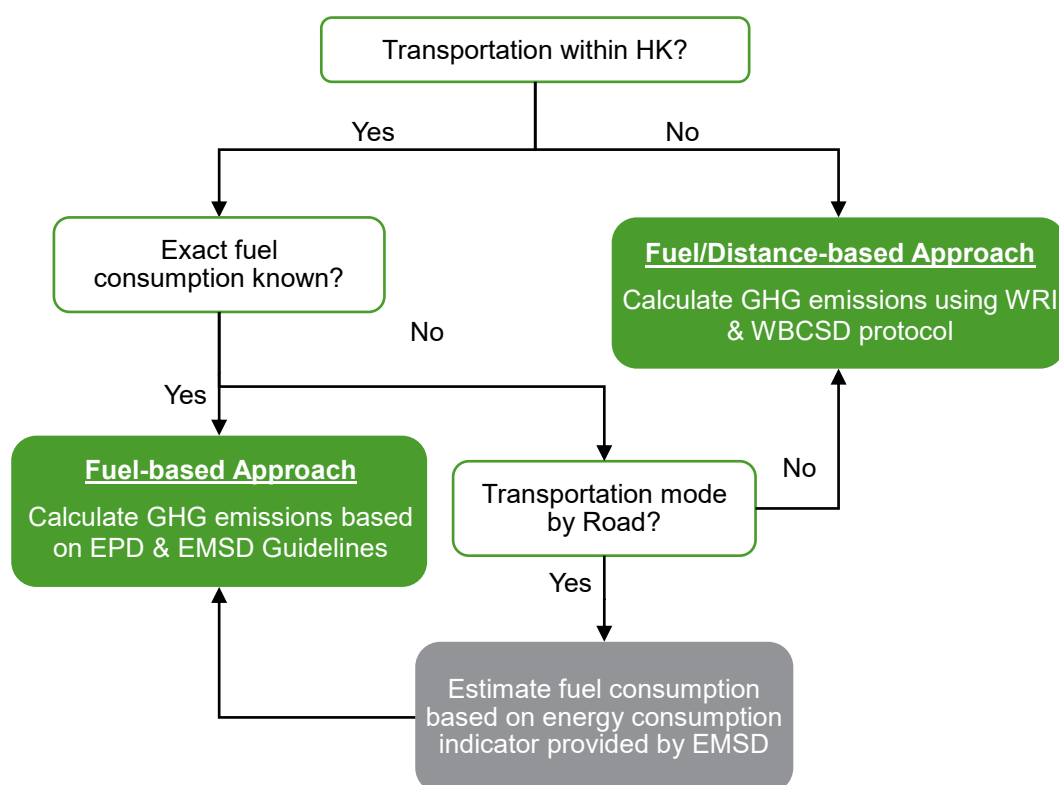 Transportation within HK?
Yes
No
Exact fuel
consumption known?
Fuel/Distance-based Approach
Calculate GHG emissions using WRI
& WBCSD protocol
No
Yes
Fuel-based Approach
Calculate GHG emissions based
on EPD & EMSD Guidelines
Transportation mode
by Road?
No
Yes
Estimate fuel consumption
based on energy consumption
indicator provided by EMSD